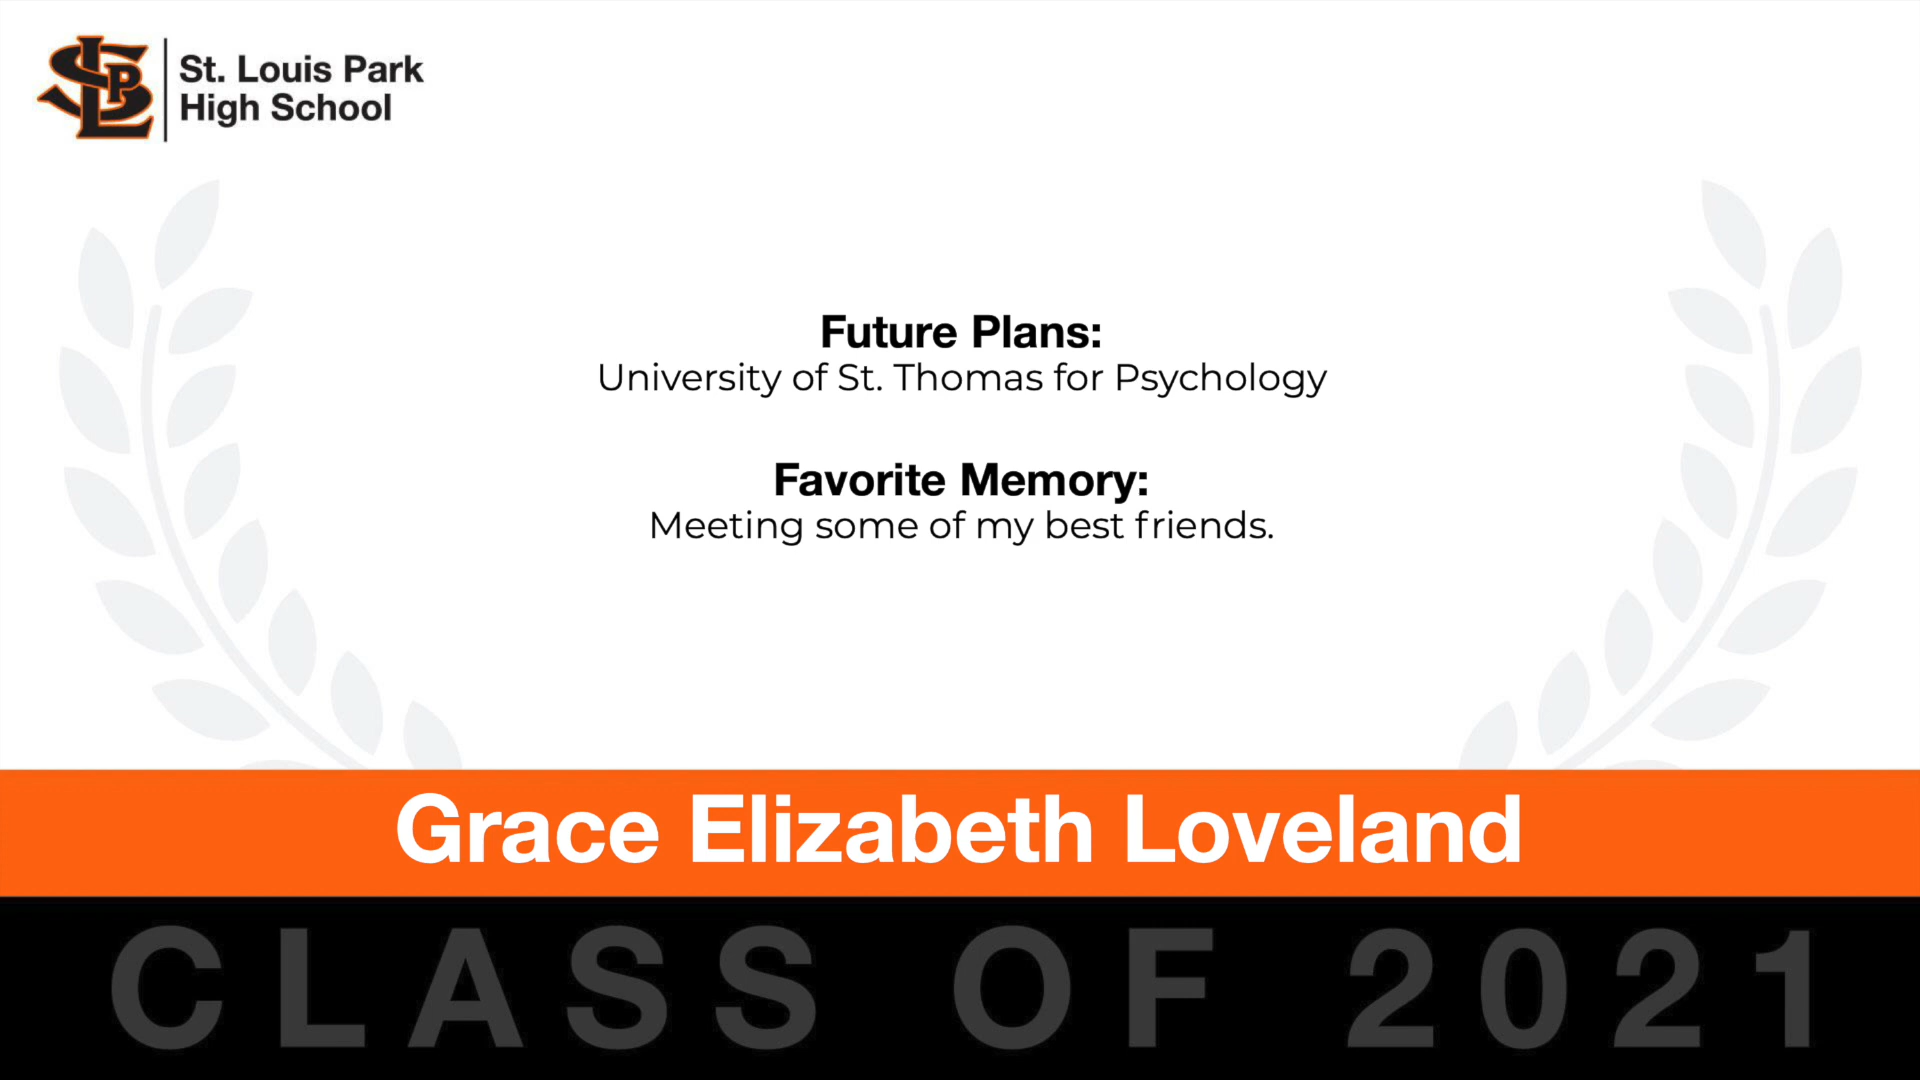 SLP
St. Louis Park
High School
Future Plans:
University of St. Thomas for Psychology
Favorite Memory:
Meeting some of my best friends.
Grace Elizabeth Loveland
CLASS OF 2021